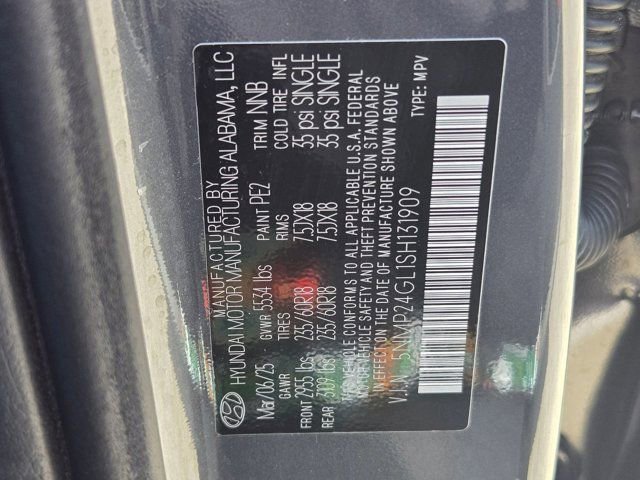 MANUFACTURED BY
HYUNDAI MOTOR MANUFACTURING ALABAMA, LLC
Mar/06/25 GVWR 5534 lbs PAINT PE2 TRIM NNB
GAWR TIRES RIMS COLD TIRE INFL
FRONT 2955 lbs 235/60R18 7.5JX18 35 psi SINGLE
REAR 3109 lbs 235/60R18 7.5JX18 35 psi SINGLE
THIS VEHICLE CONFORMS TO ALL APPLICABLE U.S.A. FEDERAL
MOTOR VEHICLE SAFETY AND THEFT PREVENTION STANDARDS
IN EFFECT ON THE DATE OF MANUFACTURE SHOWN ABOVE
V.I.N: 5NMP24GL1SH131909 TYPE: MPV